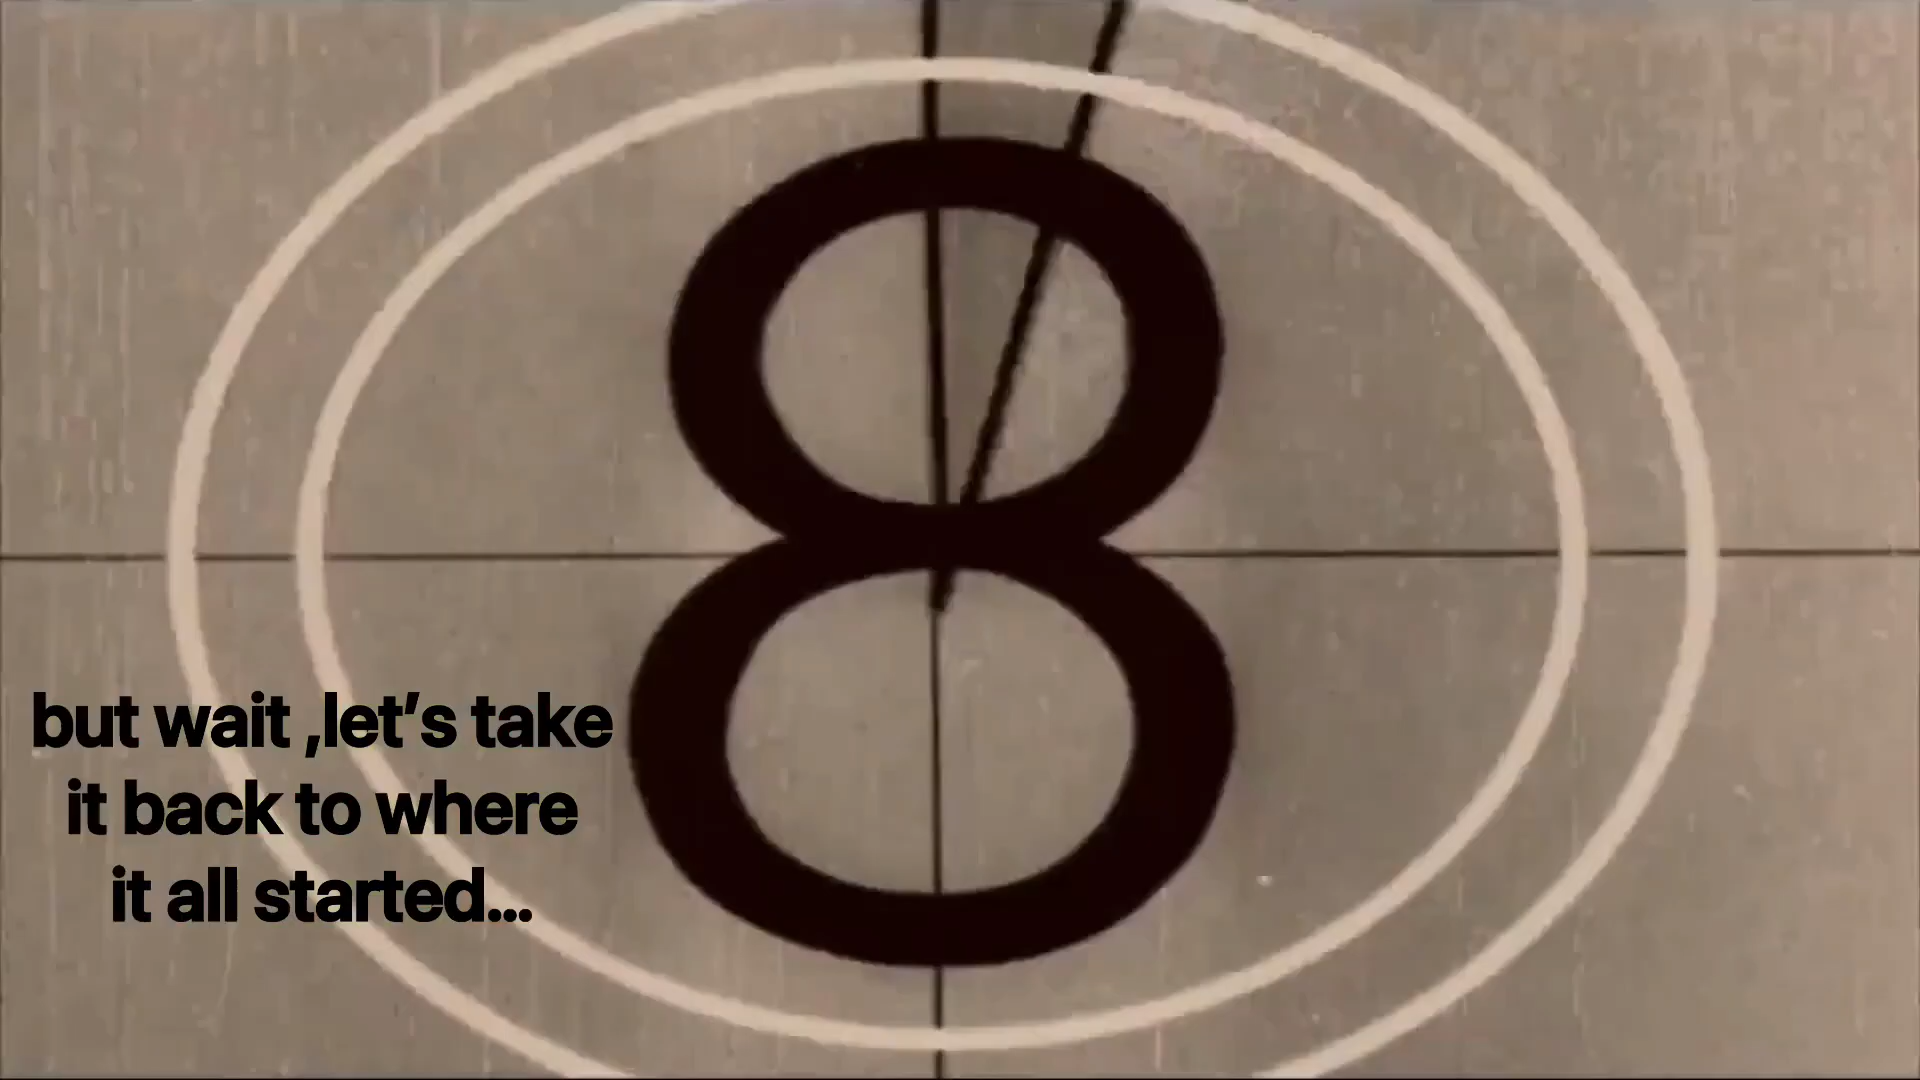 8
but wait ,let's take
it back to where
it all started...